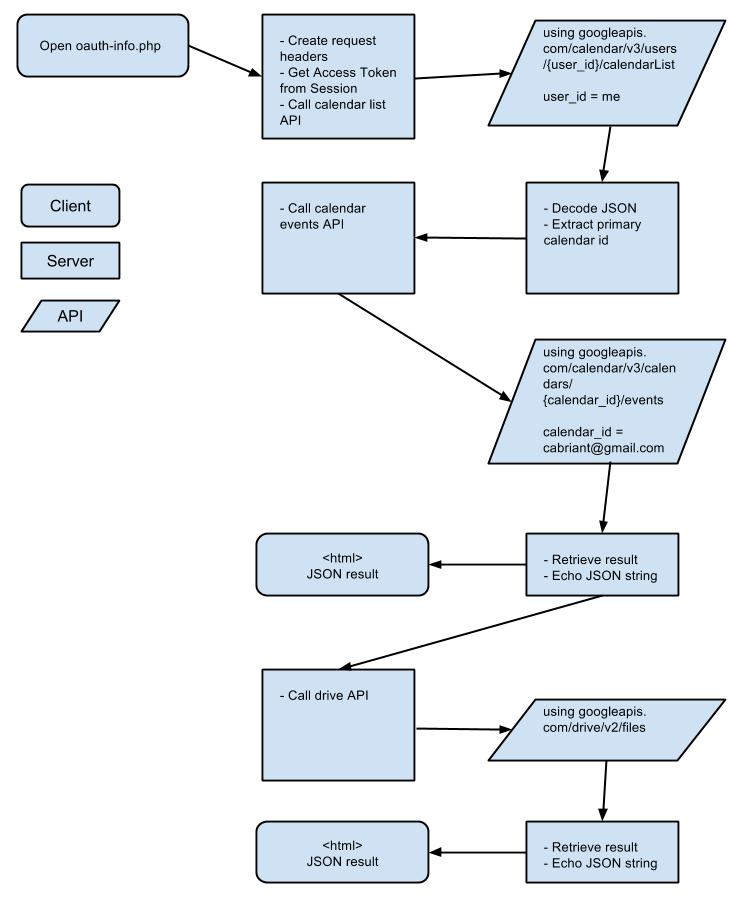 Open oauth-info.php
- Create request
headers
- Get Access Token
from Session
- Call calendar list
API
using googleapis.
com/calendar/v3/users
/{user_id}/calendarList
user_id = me
Client
Server
API
- Call calendar
events API
- Decode JSON
- Extract primary
calendar id
using googleapis.
com/calendar/v3/calen
dars/
{calendar_id}/events
calendar_id =
cabriant@gmail.com
<html>
JSON result
- Retrieve result
- Echo JSON string
- Call drive API
using googleapis.
com/drive/v2/files
<html>
JSON result
- Retrieve result
- Echo JSON string